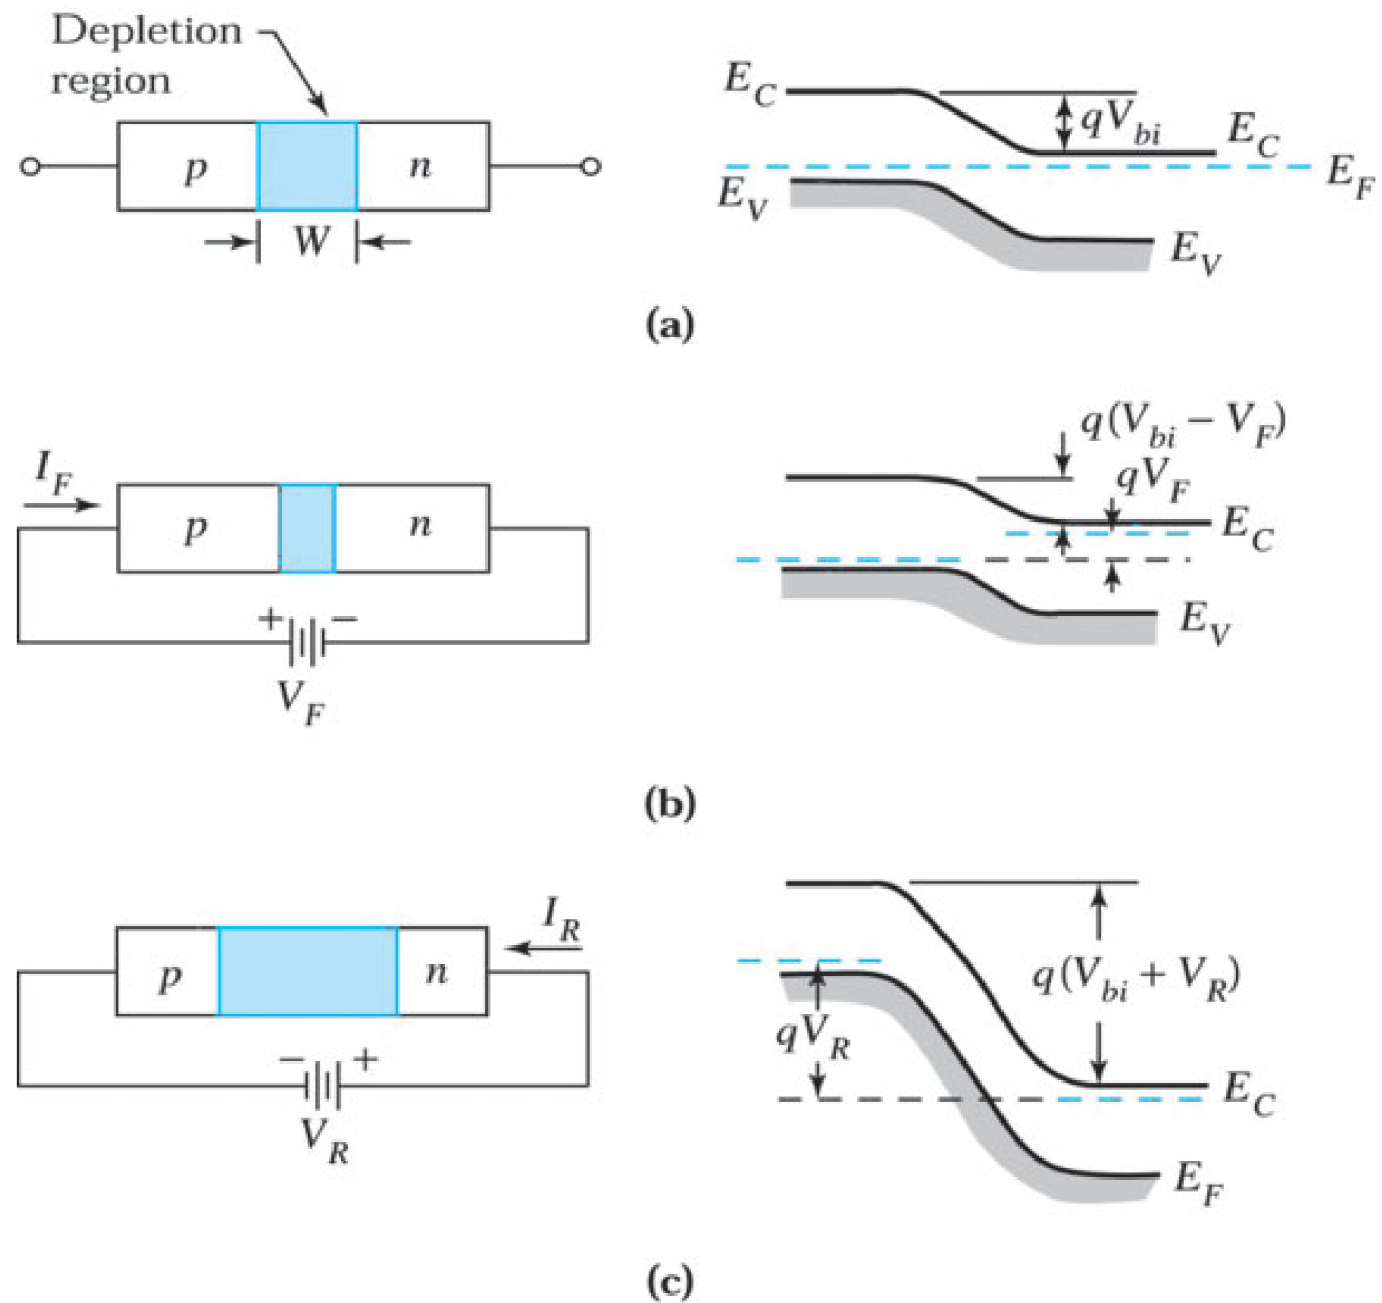 Depletion
region
p
n
W
E_C
qV_bi
E_C
E_F
E_V
E_V
(a)
I_F
p
n
+
−
V_F
q(V_bi − V_F)
qV_F
E_C
E_V
(b)
p
n
I_R
−
+
V_R
q(V_bi + V_R)
qV_R
E_C
E_F
(c)